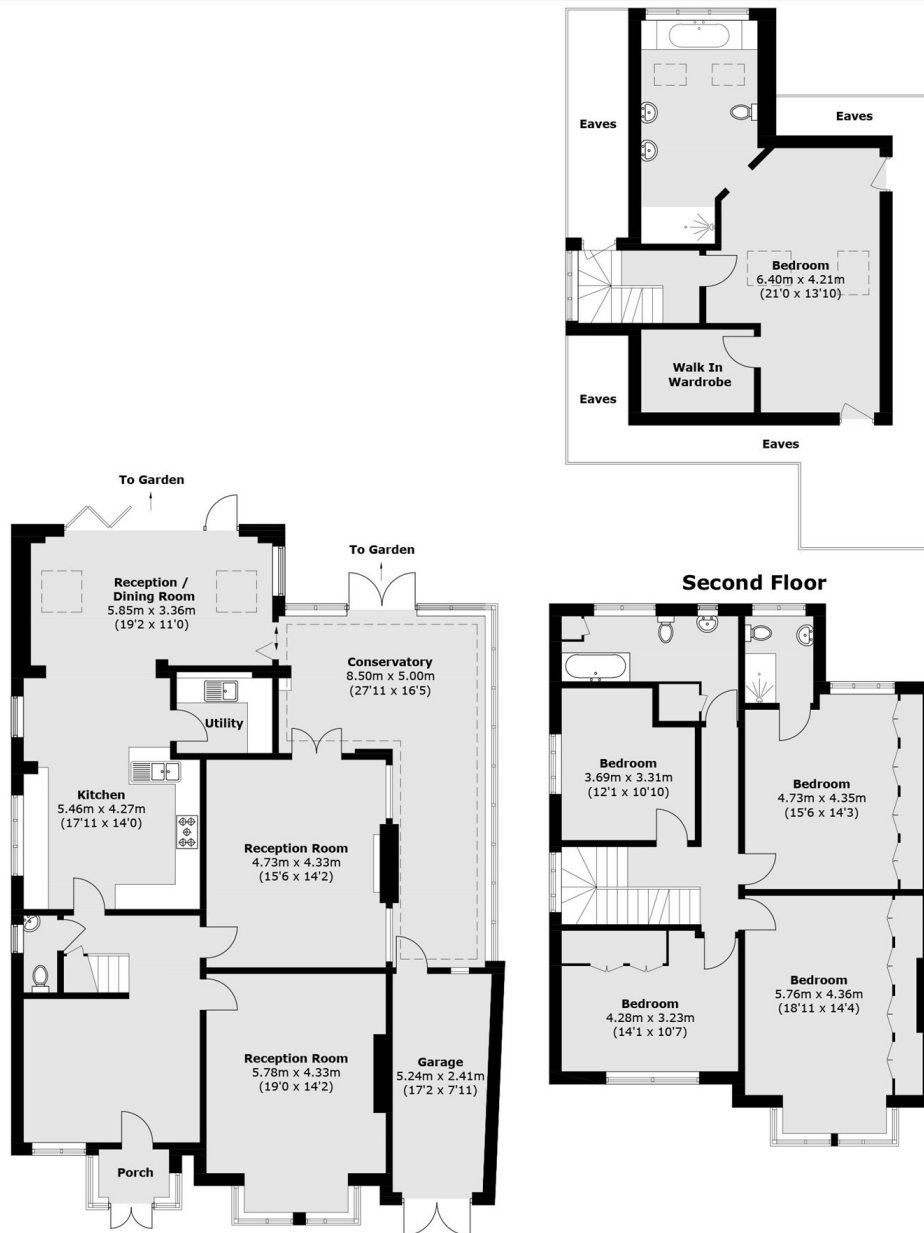 Eaves
Eaves
Bedroom
6.40m x 4.21m
(21'0 x 13'10)
Walk In
Wardrobe
Eaves
Eaves
Second Floor
To Garden
Reception /
Dining Room
5.85m x 3.36m
(19'2 x 11'0)
To Garden
Conservatory
8.50m x 5.00m
(27'11 x 16'5)
Utility
Kitchen
5.46m x 4.27m
(17'11 x 14'0)
Reception Room
4.73m x 4.33m
(15'6 x 14'2)
Reception Room
5.78m x 4.33m
(19'0 x 14'2)
Garage
5.24m x 2.41m
(17'2 x 7'11)
Porch
Bedroom
3.69m x 3.31m
(12'1 x 10'10)
Bedroom
4.73m x 4.35m
(15'6 x 14'3)
Bedroom
4.28m x 3.23m
(14'1 x 10'7)
Bedroom
5.76m x 4.36m
(18'11 x 14'4)